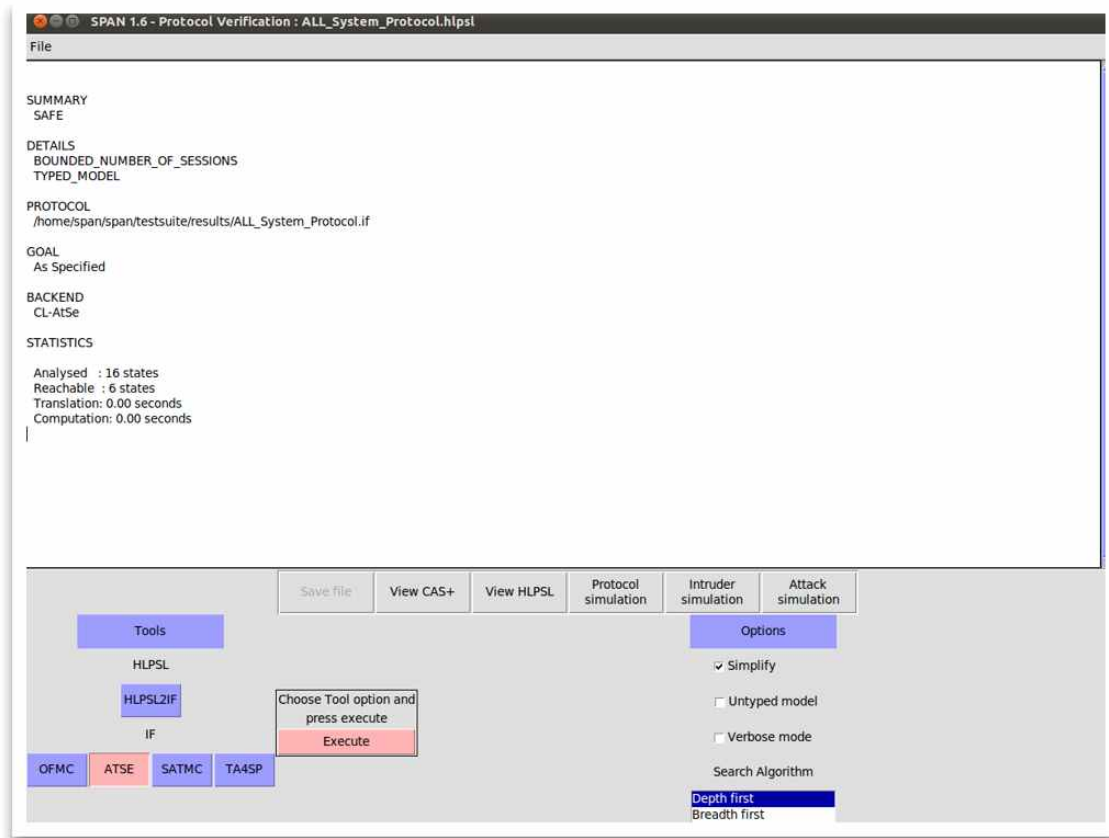 SPAN 1.6 - Protocol Verification : ALL_System_Protocol.hlpsl
File
SUMMARY
SAFE
DETAILS
BOUNDED_NUMBER_OF_SESSIONS
TYPED_MODEL
PROTOCOL
/home/span/span/testsuite/results/ALL_System_Protocol.if
GOAL
As Specified
BACKEND
CL-AtSe
STATISTICS
Analysed : 16 states
Reachable : 6 states
Translation: 0.00 seconds
Computation: 0.00 seconds
Save file
View CAS+
View HLPSL
Protocol
simulation
Intruder
simulation
Attack
simulation
Tools
HLPSL
HLPSL2IF
IF
OFMC
ATSE
SATMC
TA4SP
Choose Tool option and
press execute
Execute
Options
Simplify
Untyped model
Verbose mode
Search Algorithm
Depth first
Breadth first